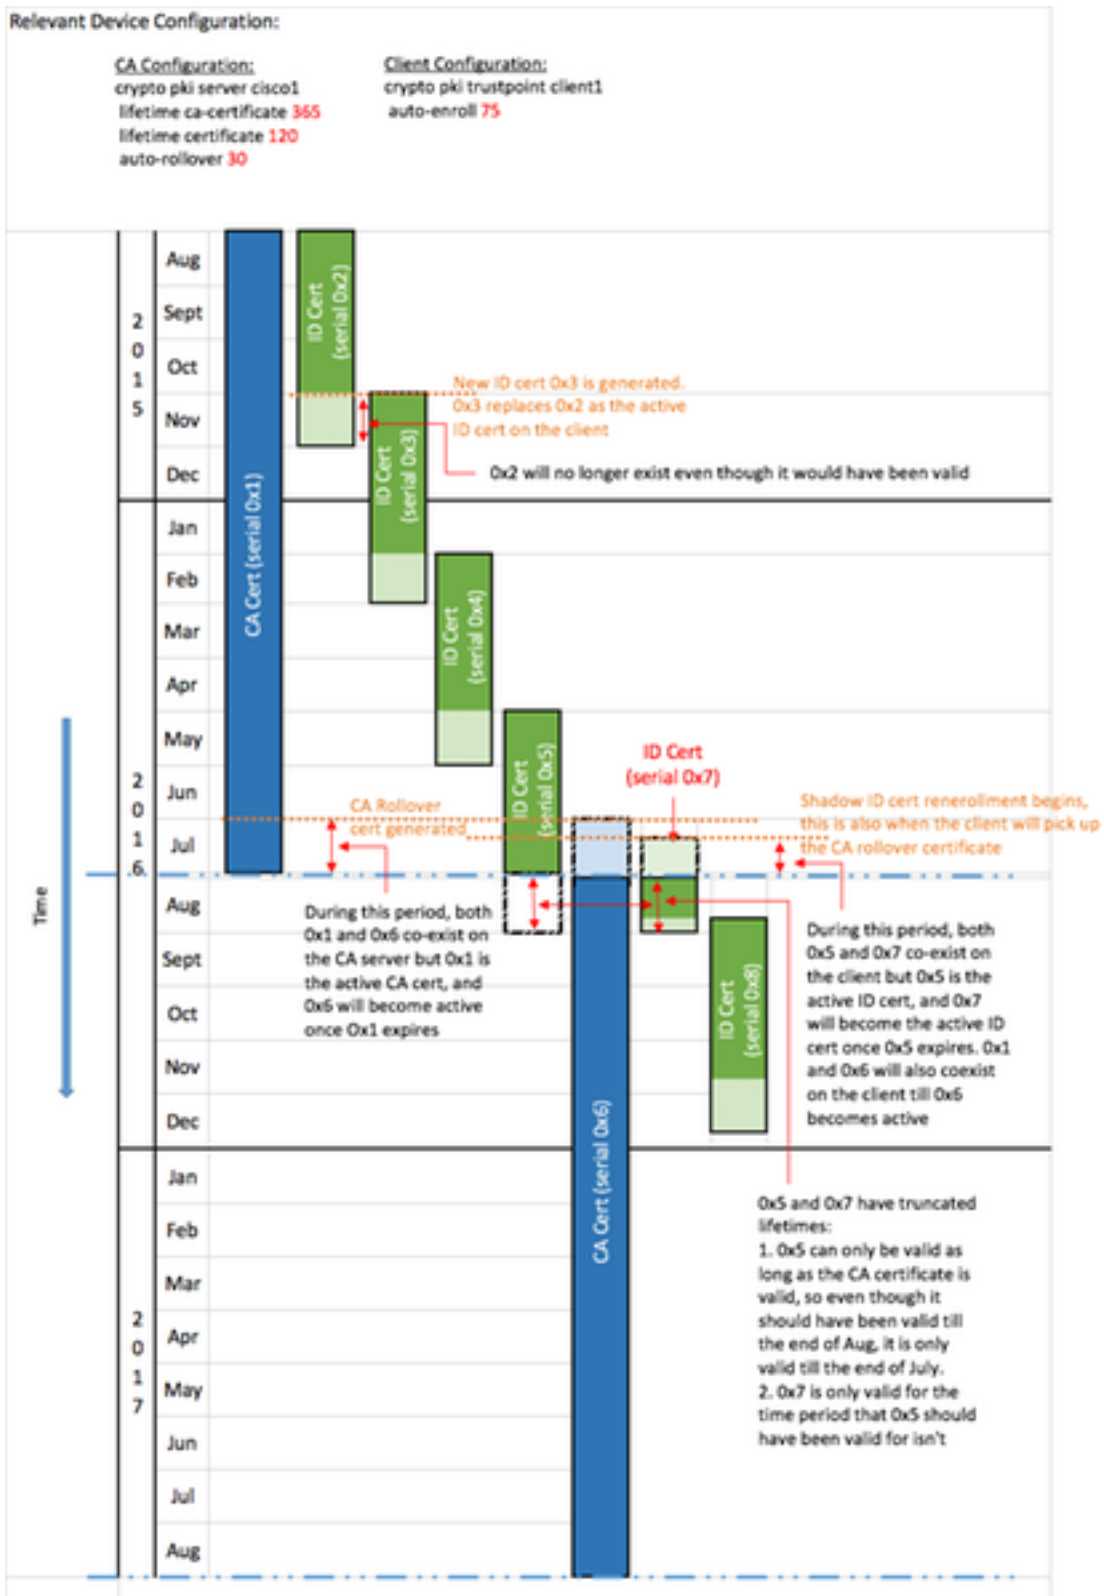 Relevant Device Configuration:
CA Configuration:
crypto pki server cisco1
lifetime ca-certificate 365
lifetime certificate 120
auto-rollover 30
Client Configuration:
crypto pki trustpoint client1
auto-enroll 75
Time
2015
Aug
Sept
Oct
Nov
Dec
2016
Jan
Feb
Mar
Apr
May
Jun
Jul
Aug
Sept
Oct
Nov
Dec
2017
Jan
Feb
Mar
Apr
May
Jun
Jul
Aug
CA Cert (serial 0x1)
ID Cert
(serial 0x2)
ID Cert
(serial 0x3)
ID Cert
(serial 0x4)
ID Cert
(serial 0x5)
CA Cert (serial 0x6)
ID Cert
(serial 0x7)
ID Cert
(serial 0x8)
New ID cert 0x3 is generated.
0x3 replaces 0x2 as the active
ID cert on the client
0x2 will no longer exist even though it would have been valid
CA Rollover
cert generated
Shadow ID cert renerollment begins,
this is also when the client will pick up
the CA rollover certificate
During this period, both
0x1 and 0x6 co-exist on
the CA server but 0x1 is
the active CA cert, and
0x6 will become active
once Ox1 expires
During this period, both
0x5 and 0x7 co-exist on
the client but 0x5 is the
active ID cert, and 0x7
will become the active ID
cert once 0x5 expires. 0x1
and 0x6 will also coexist
on the client till 0x6
becomes active
0x5 and 0x7 have truncated
lifetimes:
1. 0x5 can only be valid as
long as the CA certificate is
valid, so even though it
should have been valid till
the end of Aug, it is only
valid till the end of July.
2. 0x7 is only valid for the
time period that 0x5 should
have been valid for isn't